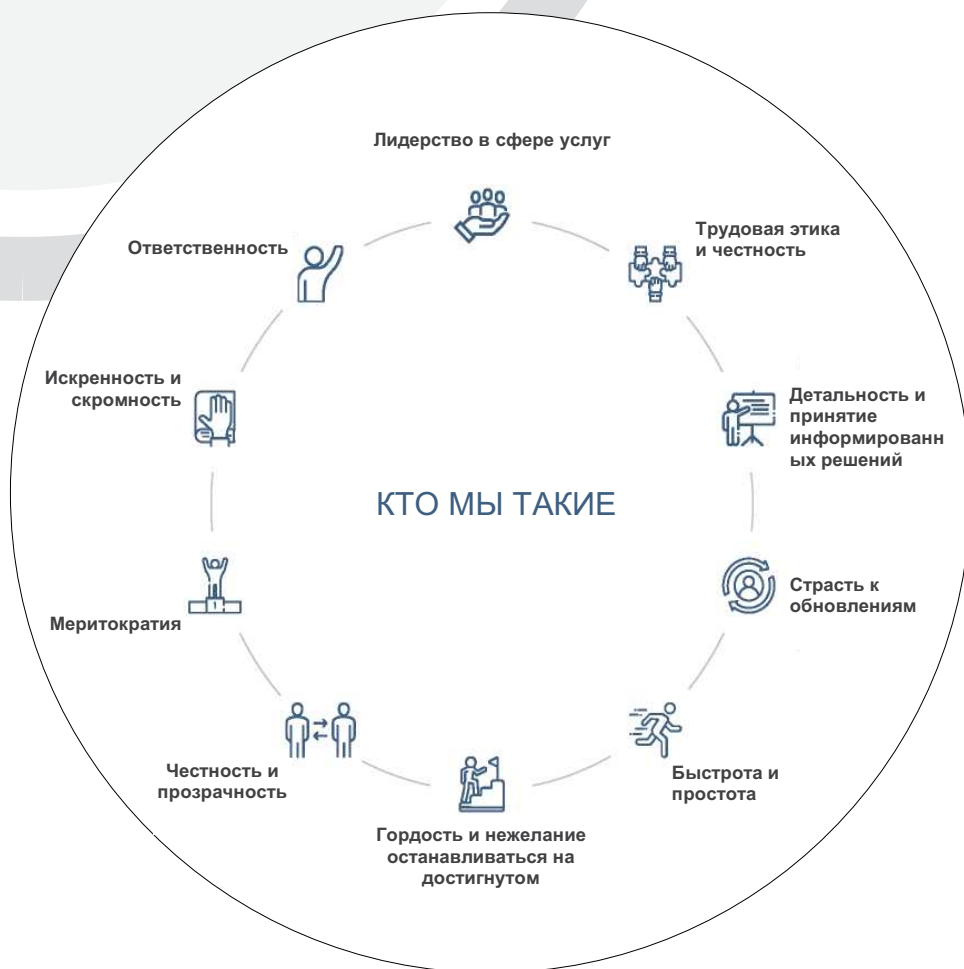 Лидерство в сфере услуг
Трудовая этика
и честность
Детальность и
принятие
информированн
ых решений
Страсть к
обновлениям
Быстрота и
простота
Гордость и нежелание
останавливаться на
достигнутом
Честность и
прозрачность
Меритократия
Искренность и
скромность
Ответственность
КТО МЫ ТАКИЕ
1